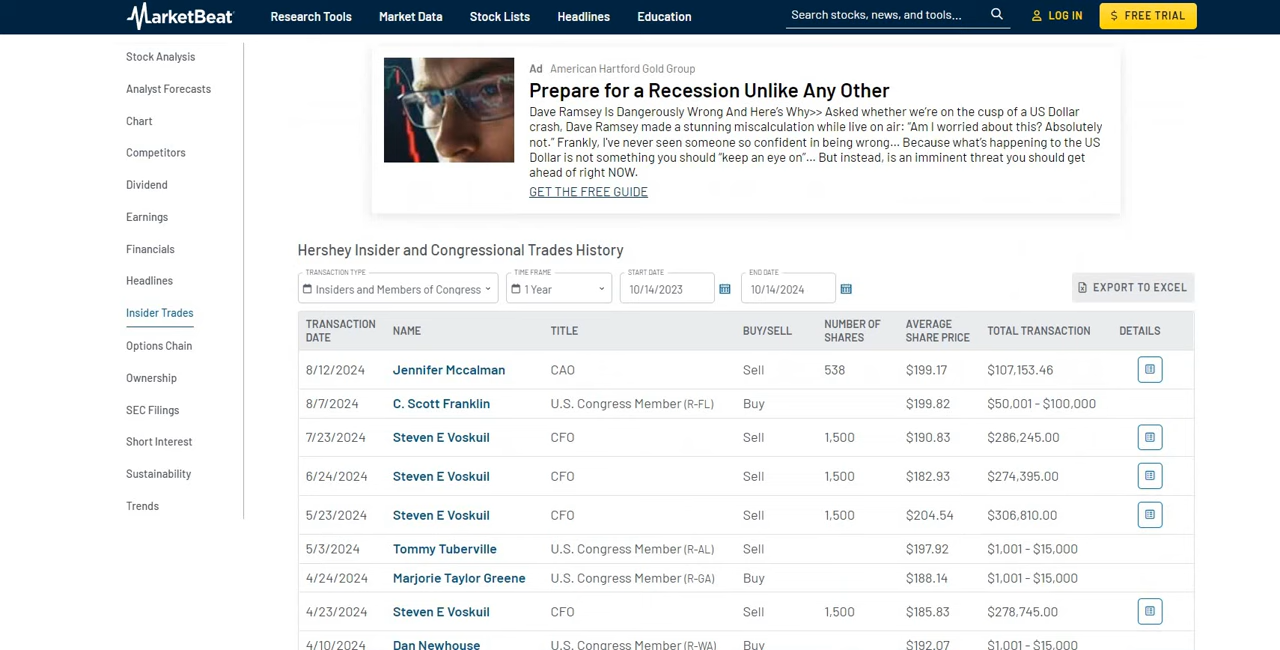 MarketBeat Research Tools Market Data Stock Lists Headlines Education Search stocks, news, and tools... LOG IN $ FREE TRIAL
Stock Analysis
Analyst Forecasts
Chart
Competitors
Dividend
Earnings
Financials
Headlines
Insider Trades
Options Chain
Ownership
SEC Filings
Short Interest
Sustainability
Trends
Ad American Hartford Gold Group
Prepare for a Recession Unlike Any Other
Dave Ramsey Is Dangerously Wrong And Here's Why>> Asked whether we're on the cusp of a US Dollar
crash, Dave Ramsey made a stunning miscalculation while live on air: "Am I worried about this? Absolutely
not." Frankly, I've never seen someone so confident in being wrong... Because what's happening to the US
Dollar is not something you should "keep an eye on"... But instead, is an imminent threat you should get
ahead of right NOW.
GET THE FREE GUIDE
Hershey Insider and Congressional Trades History
TRANSACTION TYPE TIME FRAME START DATE END DATE
Insiders and Members of Congress 1 Year 10/14/2023 10/14/2024 EXPORT TO EXCEL
TRANSACTION DATE NAME TITLE BUY/SELL NUMBER OF SHARES AVERAGE SHARE PRICE TOTAL TRANSACTION DETAILS
8/12/2024 Jennifer Mccalman CAO Sell 538 $199.17 $107,153.46
8/7/2024 C. Scott Franklin U.S. Congress Member (R-FL) Buy $199.82 $50,001 - $100,000
7/23/2024 Steven E Voskuil CFO Sell 1,500 $190.83 $286,245.00
6/24/2024 Steven E Voskuil CFO Sell 1,500 $182.93 $274,395.00
5/23/2024 Steven E Voskuil CFO Sell 1,500 $204.54 $306,810.00
5/3/2024 Tommy Tuberville U.S. Congress Member (R-AL) Sell $197.92 $1,001 - $15,000
4/24/2024 Marjorie Taylor Greene U.S. Congress Member (R-GA) Buy $188.14 $1,001 - $15,000
4/23/2024 Steven E Voskuil CFO Sell 1,500 $185.83 $278,745.00
4/10/2024 Dan Newhouse U.S. Congress Member (R-WA) Buy $192.07 $1,001 - $15,000